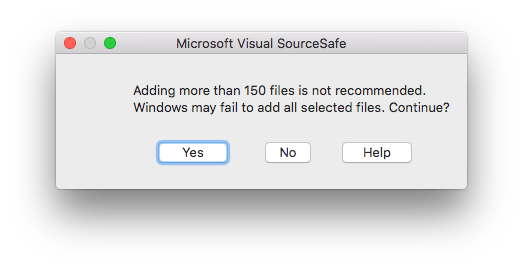 Microsoft Visual SourceSafe
Adding more than 150 files is not recommended.
Windows may fail to add all selected files. Continue?
Yes
No
Help